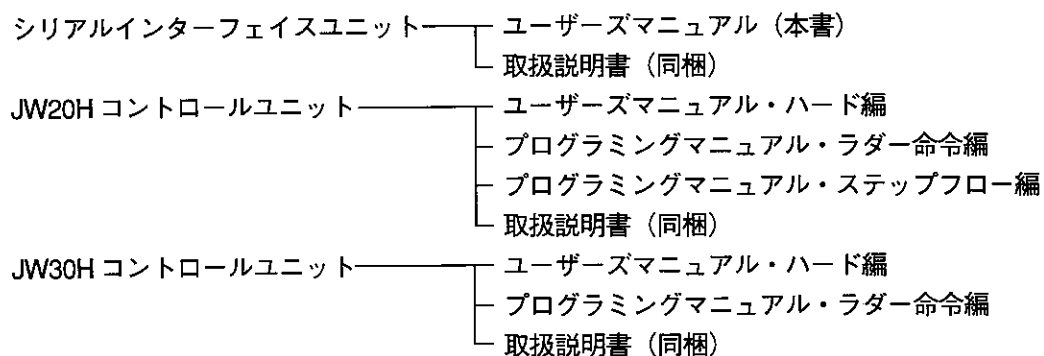 シリアルインターフェイスユニット ユーザーズマニュアル（本書）
取扱説明書（同梱）
JW20H コントロールユニット ユーザーズマニュアル・ハード編
プログラミングマニュアル・ラダー命令編
プログラミングマニュアル・ステップフロー編
取扱説明書（同梱）
JW30H コントロールユニット ユーザーズマニュアル・ハード編
プログラミングマニュアル・ラダー命令編
取扱説明書（同梱）